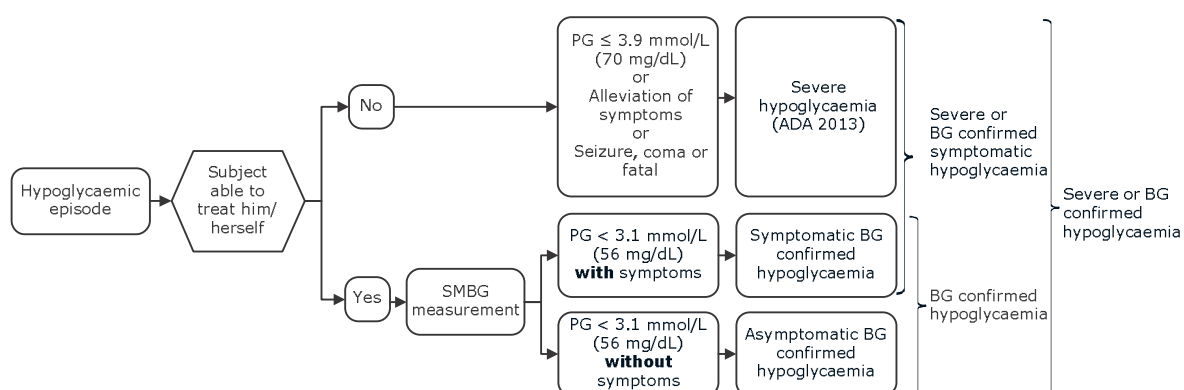 Hypoglycaemic
episode
Subject
able to
treat him/
herself
No
Yes
SMBG
measurement
PG ≤ 3.9 mmol/L
(70 mg/dL)
or
Alleviation of
symptoms
or
Seizure, coma or
fatal
Severe
hypoglycaemia
(ADA 2013)
PG < 3.1 mmol/L
(56 mg/dL)
with symptoms
Symptomatic BG
confirmed
hypoglycaemia
PG < 3.1 mmol/L
(56 mg/dL)
without
symptoms
Asymptomatic BG
confirmed
hypoglycaemia
Severe or
BG confirmed
symptomatic
hypoglycaemia
BG confirmed
hypoglycaemia
Severe or BG
confirmed
hypoglycaemia